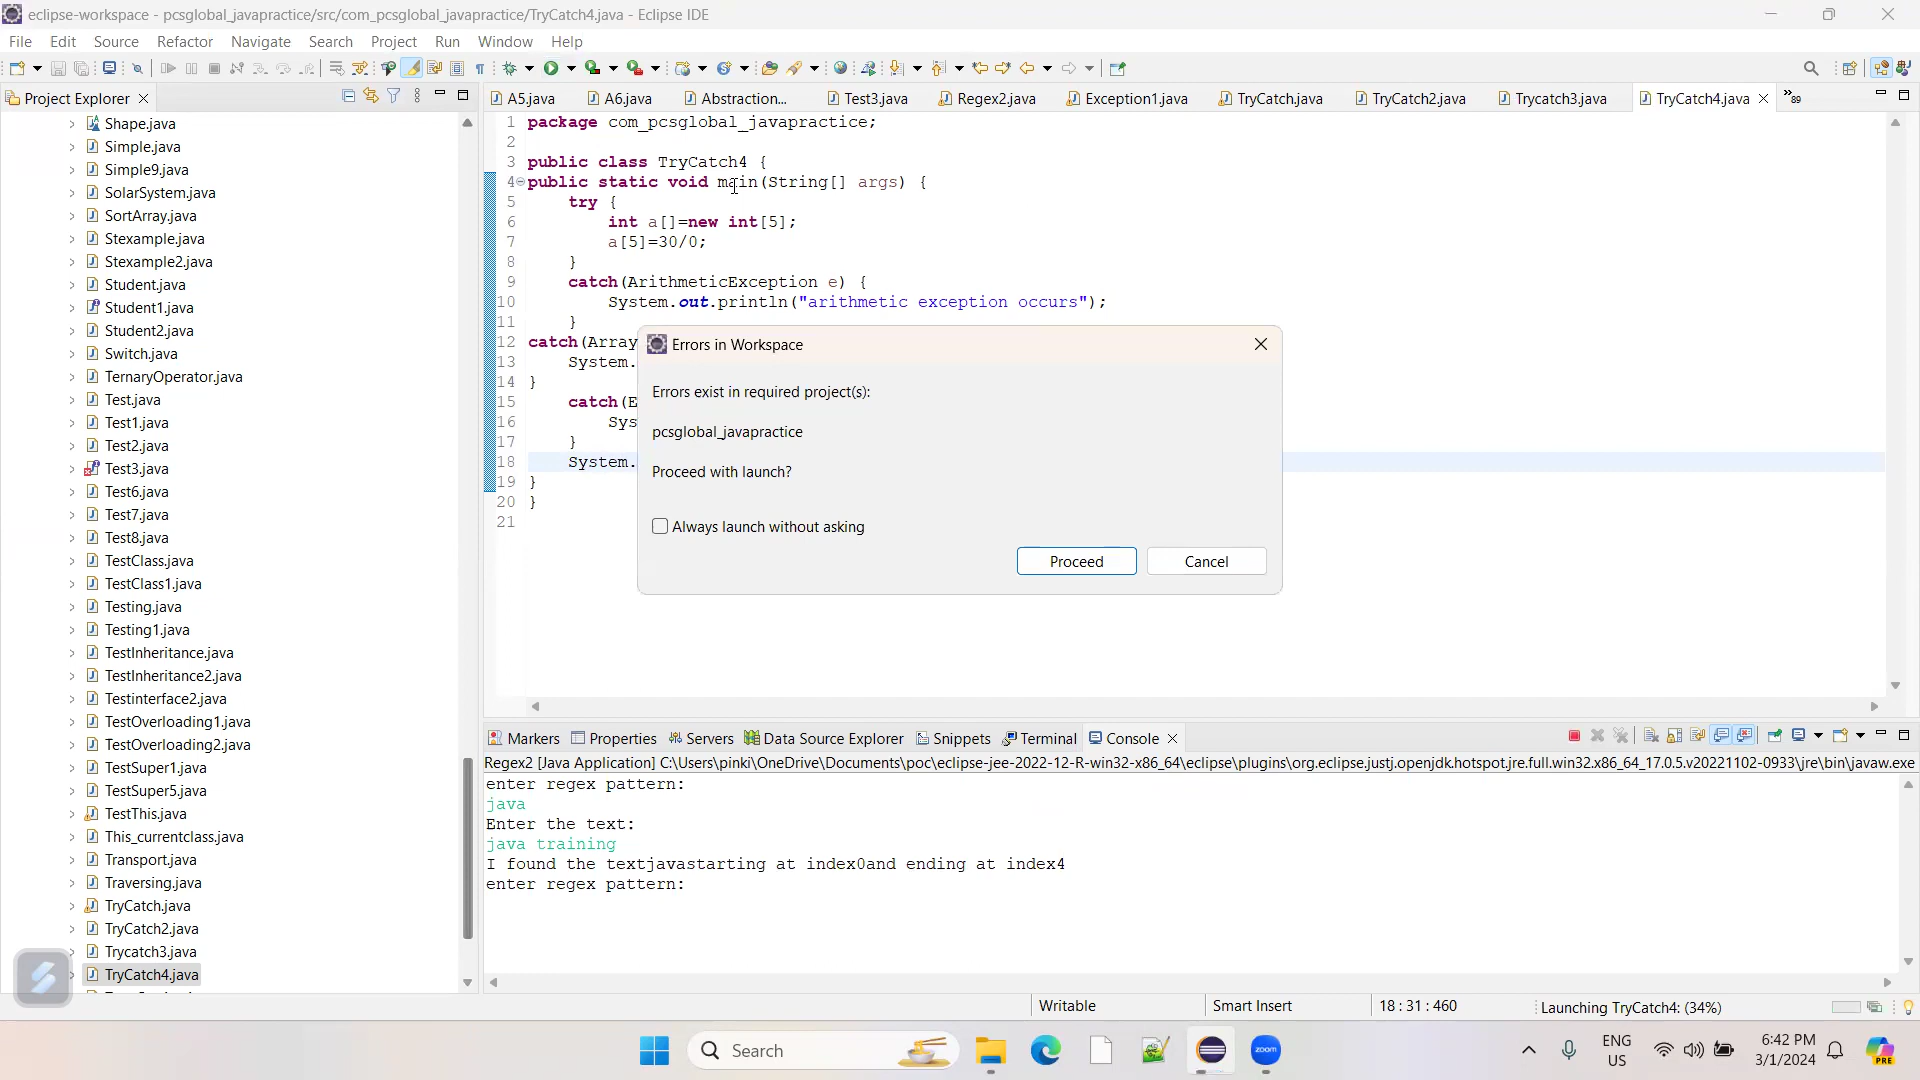 eclipse-workspace - pcsglobal_javapractice/src/com_pcsglobal_javapractice/TryCatch4.java - Eclipse IDE
File Edit Source Refactor Navigate Search Project Run Window Help
Project Explorer
A5.java A6.java Abstraction... Test3.java Regex2.java Exception1.java TryCatch.java TryCatch2.java Trycatch3.java TryCatch4.java »89
Shape.java
Simple.java
Simple9.java
SolarSystem.java
SortArray.java
Stexample.java
Stexample2.java
Student.java
Student1.java
Student2.java
Switch.java
TernaryOperator.java
Test.java
Test1.java
Test2.java
Test3.java
Test6.java
Test7.java
Test8.java
TestClass.java
TestClass1.java
Testing.java
Testing1.java
TestInheritance.java
TestInheritance2.java
Testinterface2.java
TestOverloading1.java
TestOverloading2.java
TestSuper1.java
TestSuper5.java
TestThis.java
This_currentclass.java
Transport.java
Traversing.java
TryCatch.java
TryCatch2.java
Trycatch3.java
TryCatch4.java
1 package com_pcsglobal_javapractice;
2
3 public class TryCatch4 {
4 public static void main(String[] args) {
5 try {
6 int a[]=new int[5];
7 a[5]=30/0;
8 }
9 catch(ArithmeticException e) {
10 System.out.println("arithmetic exception occurs");
11 }
12 catch(Array
13 System.
14 }
15 catch(E
16 Sys
17 }
18 System.
19 }
20 }
21
Errors in Workspace
Errors exist in required project(s):
pcsglobal_javapractice
Proceed with launch?
Always launch without asking
Proceed Cancel
Markers Properties Servers Data Source Explorer Snippets Terminal Console
Regex2 [Java Application] C:\Users\pinki\OneDrive\Documents\poc\eclipse-jee-2022-12-R-win32-x86_64\eclipse\plugins\org.eclipse.justj.openjdk.hotspot.jre.full.win32.x86_64_17.0.5.v20221102-0933\jre\bin\javaw.exe
enter regex pattern:
java
Enter the text:
java training
I found the textjavastarting at index0and ending at index4
enter regex pattern:
Writable Smart Insert 18 : 31 : 460 Launching TryCatch4: (34%)
Search
zoom
ENG
US
6:42 PM
3/1/2024
PRE